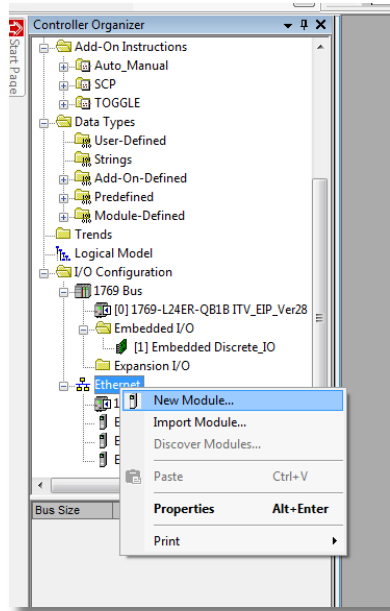 Controller Organizer
Start Page
Add-On Instructions
Auto_Manual
SCP
TOGGLE
Data Types
User-Defined
Strings
Add-On-Defined
Predefined
Module-Defined
Trends
Logical Model
I/O Configuration
1769 Bus
[0] 1769-L24ER-QB1B ITV_EIP_Ver28
Embedded I/O
[1] Embedded Discrete_IO
Expansion I/O
Ethernet
1
New Module...
E
Import Module...
E
Discover Modules...
E
Paste Ctrl+V
Bus Size
Properties Alt+Enter
Print